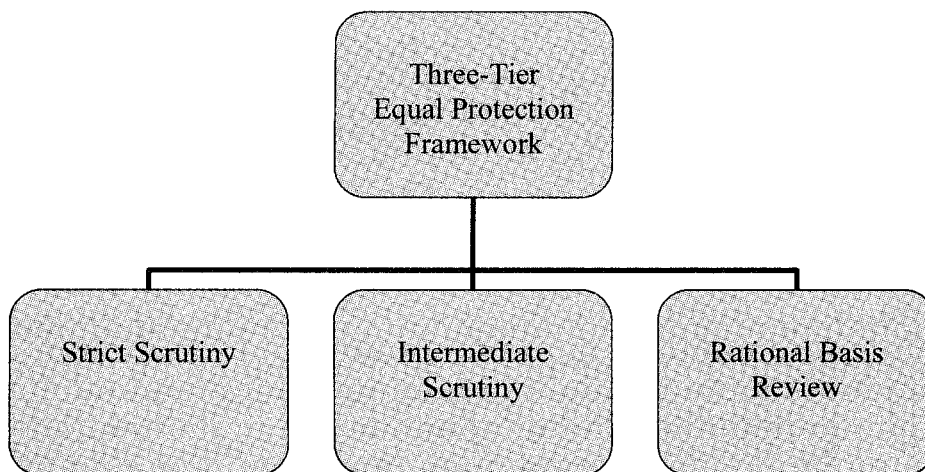 Three-Tier
Equal Protection
Framework
Strict Scrutiny
Intermediate
Scrutiny
Rational Basis
Review